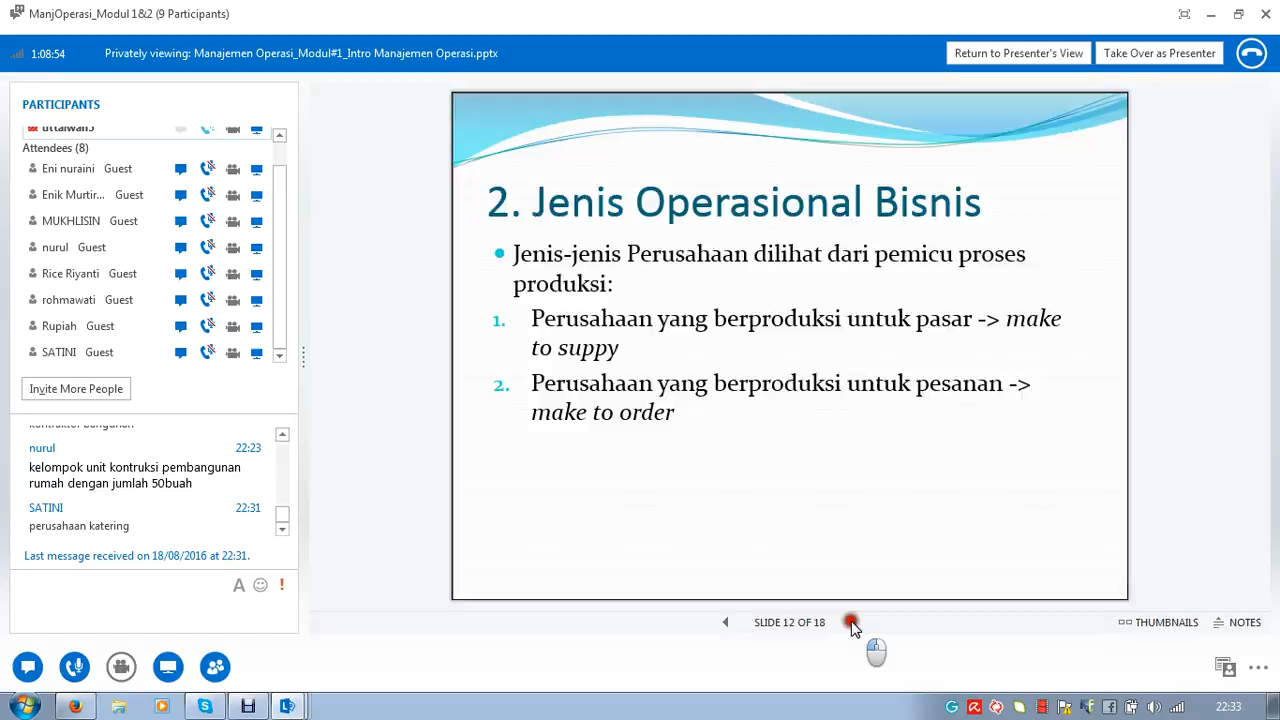 ManjOperasi_Modul 1&2 (9 Participants)
1:08:54
Privately viewing: Manajemen Operasi_Modul#1_Intro Manajemen Operasi.pptx
Return to Presenter's View
Take Over as Presenter
PARTICIPANTS
Attendees (8)
Eni nuraini Guest
Enik Murtir... Guest
MUKHLISIN Guest
nurul Guest
Rice Riyanti Guest
rohmawati Guest
Rupiah Guest
SATINI Guest
Invite More People
nurul 22:23
kelompok unit kontruksi pembangunan
rumah dengan jumlah 50buah
SATINI 22:31
perusahaan katering
Last message received on 18/08/2016 at 22:31.
A
2. Jenis Operasional Bisnis
Jenis-jenis Perusahaan dilihat dari pemicu proses
produksi:
1. Perusahaan yang berproduksi untuk pasar -> make
to suppy
2. Perusahaan yang berproduksi untuk pesanan ->
make to order
SLIDE 12 OF 18
THUMBNAILS
NOTES
22:33